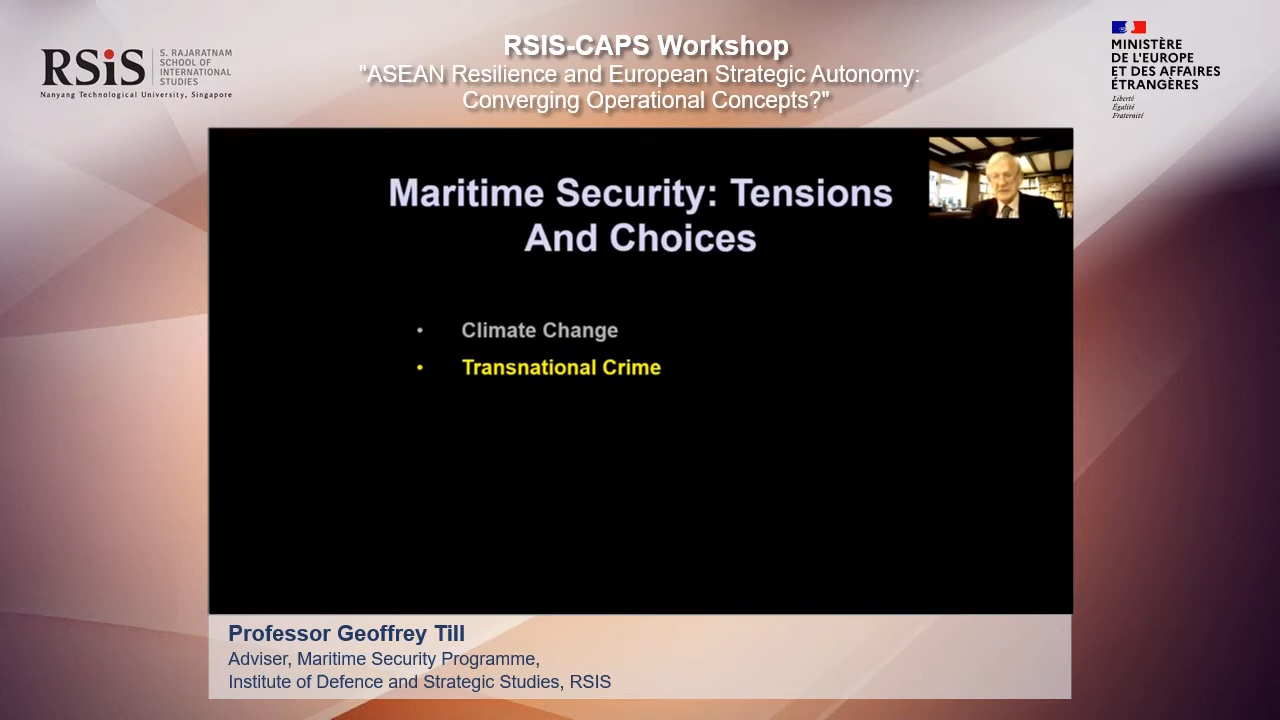 RSiS
S. RAJARATNAM
SCHOOL OF
INTERNATIONAL
STUDIES
Nanyang Technological University, Singapore
RSIS-CAPS Workshop
"ASEAN Resilience and European Strategic Autonomy:
Converging Operational Concepts?"
MINISTÈRE
DE L'EUROPE
ET DES AFFAIRES
ÉTRANGÈRES
Liberté
Égalité
Fraternité
Maritime Security: Tensions
And Choices
• Climate Change
• Transnational Crime
Professor Geoffrey Till
Adviser, Maritime Security Programme,
Institute of Defence and Strategic Studies, RSIS